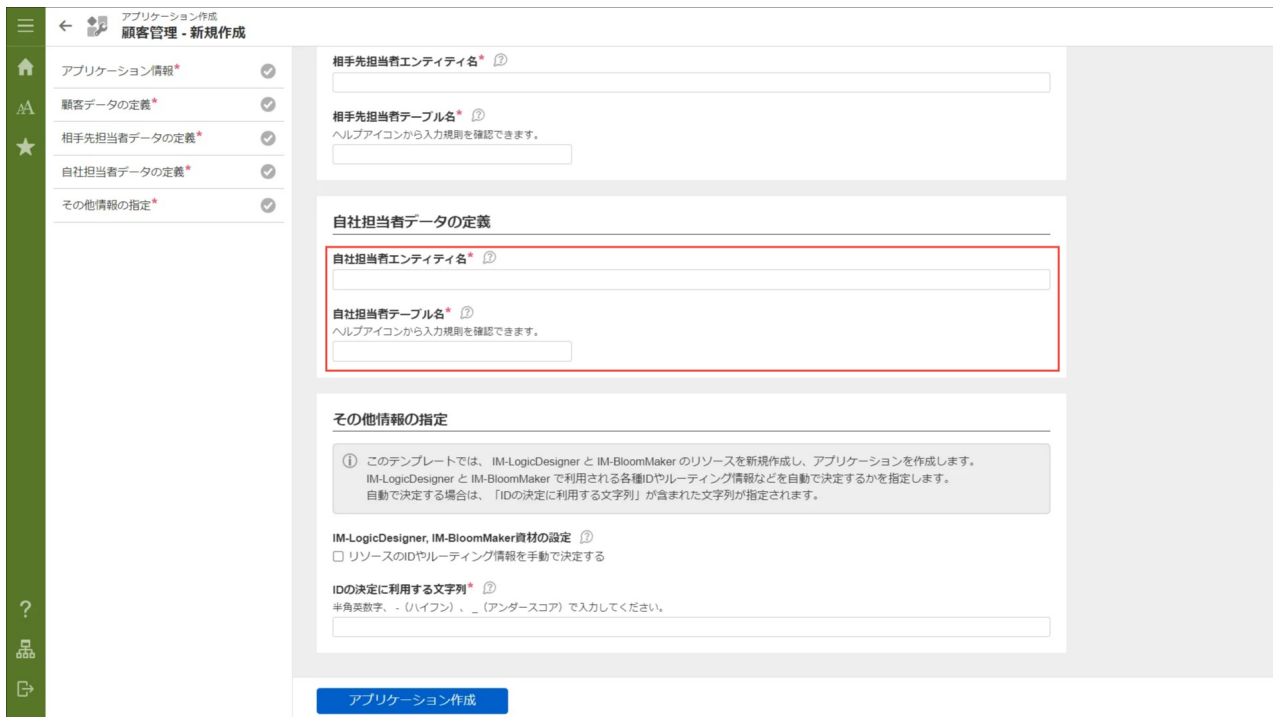 アプリケーション作成
顧客管理 - 新規作成
アプリケーション情報*
顧客データの定義*
相手先担当者データの定義*
自社担当者データの定義*
その他情報の指定*
相手先担当者エンティティ名*
相手先担当者テーブル名*
ヘルプアイコンから入力規則を確認できます。
自社担当者データの定義
自社担当者エンティティ名*
自社担当者テーブル名*
ヘルプアイコンから入力規則を確認できます。
その他情報の指定
このテンプレートでは、 IM-LogicDesigner と IM-BloomMaker のリソースを新規作成し、アプリケーションを作成します。
IM-LogicDesigner と IM-BloomMaker で利用される各種IDやルーティング情報などを自動で決定するかを指定します。
自動で決定する場合は、「IDの決定に利用する文字列」が含まれた文字列が指定されます。
IM-LogicDesigner, IM-BloomMaker資材の設定
リソースのIDやルーティング情報を手動で決定する
IDの決定に利用する文字列*
半角英数字、 -（ハイフン）、 _（アンダースコア）で入力してください。
アプリケーション作成